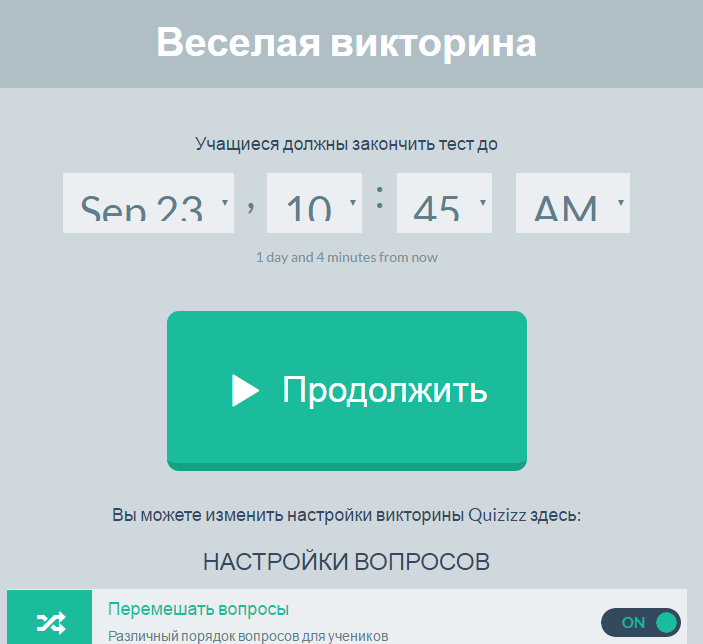 Веселая викторина
Учащиеся должны закончить тест до
Sep 23 , 10 : 45 AM
1 day and 4 minutes from now
Продолжить
Вы можете изменить настройки викторины Quizizz здесь:
НАСТРОЙКИ ВОПРОСОВ
Перемешать вопросы
ON
Различный порядок вопросов для учеников